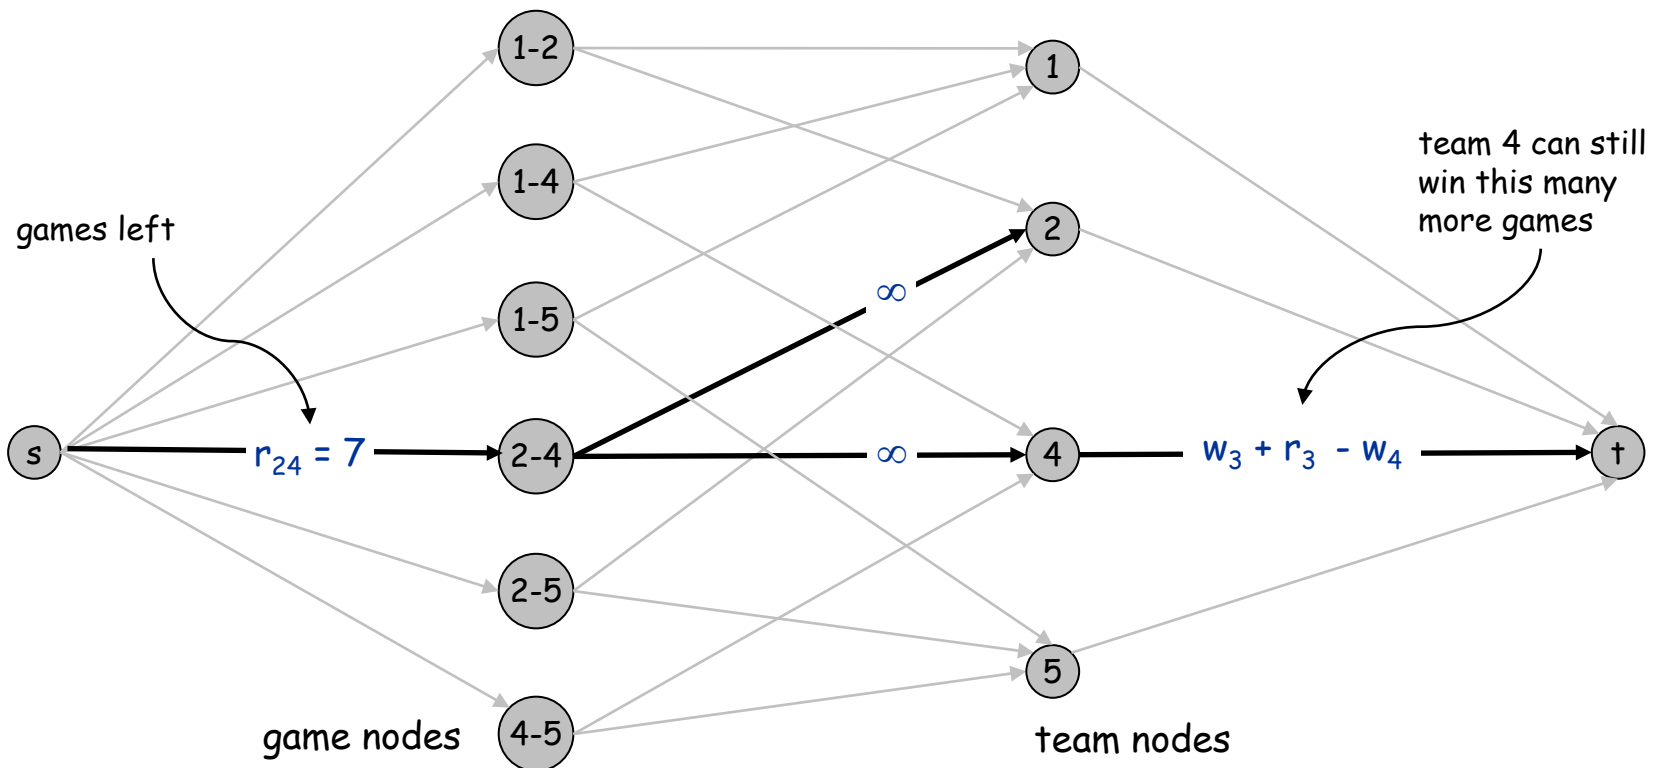 1-2
1
team 4 can still
win this many
more games
1-4
games left
2
∞
1-5
s
r24 = 7
2-4
∞
4
w3 + r3 - w4
t
2-5
5
game nodes
4-5
team nodes